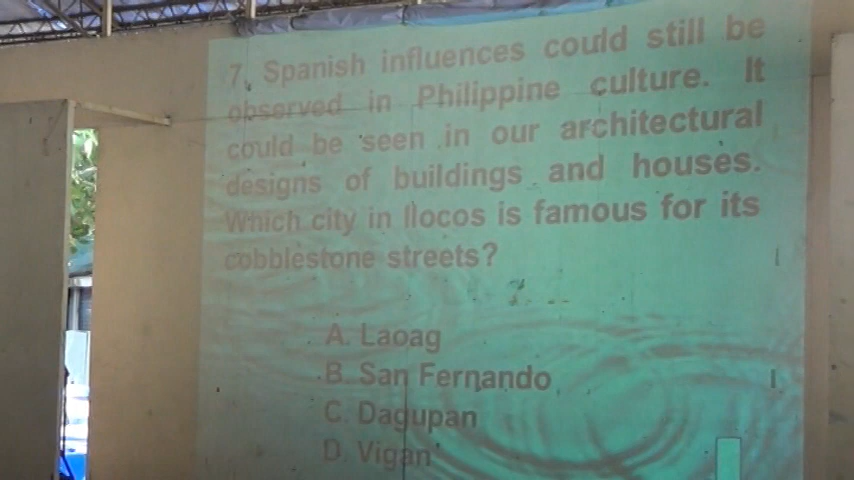 7. Spanish influences could still be
observed in Philippine culture. It
could be seen in our architectural
designs of buildings and houses.
Which city in Ilocos is famous for its
cobblestone streets?
A. Laoag
B. San Fernando
C. Dagupan
D. Vigan